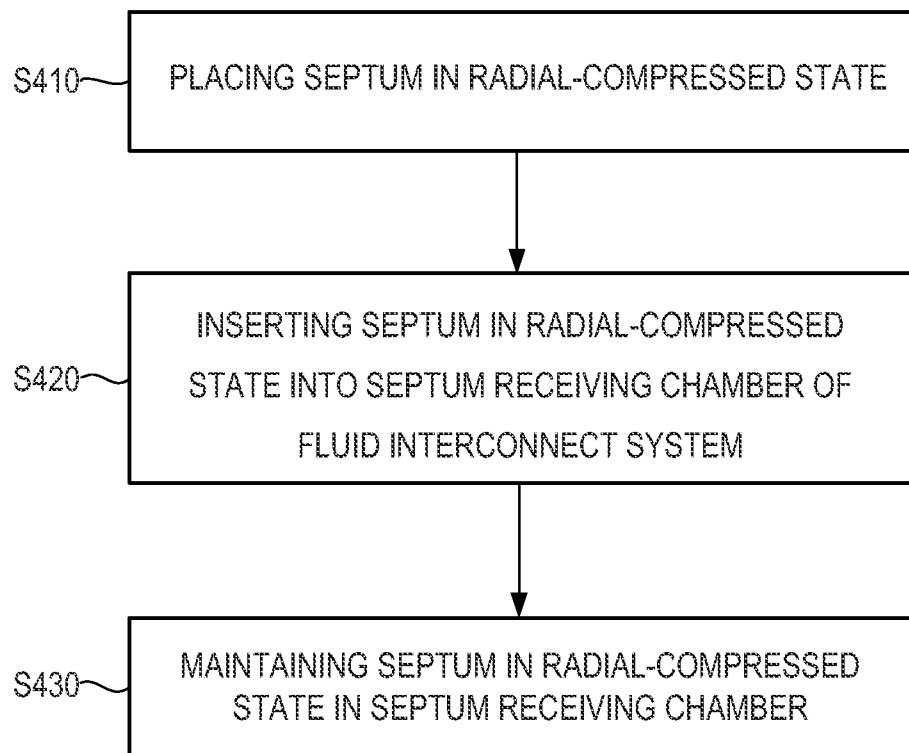 S410
PLACING SEPTUM IN RADIAL-COMPRESSED STATE
INSERTING SEPTUM IN RADIAL-COMPRESSED
S420
STATE INTO SEPTUM RECEIVING CHAMBER OF
FLUID INTERCONNECT SYSTEM
MAINTAINING SEPTUM IN RADIAL-COMPRESSED
S430
STATE IN SEPTUM RECEIVING CHAMBER